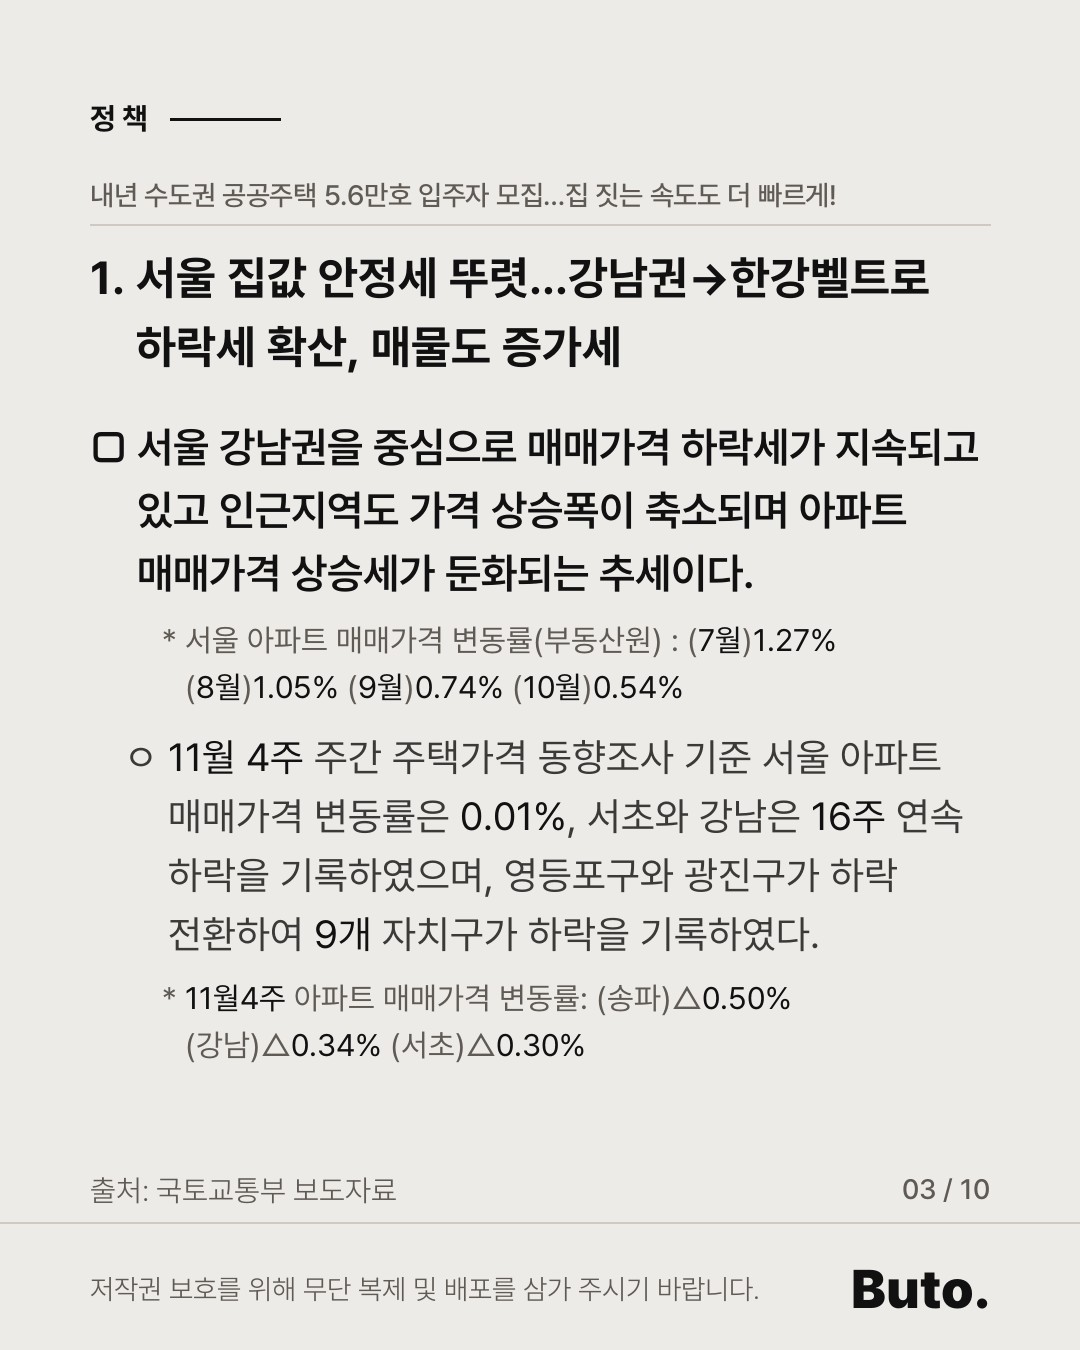 정책
내년 수도권 공공주택 5.6만호 입주자 모집...집 짓는 속도도 더 빠르게!
1. 서울 집값 안정세 뚜렷...강남권→한강벨트로
하락세 확산, 매물도 증가세
□ 서울 강남권을 중심으로 매매가격 하락세가 지속되고
있고 인근지역도 가격 상승폭이 축소되며 아파트
매매가격 상승세가 둔화되는 추세이다.
* 서울 아파트 매매가격 변동률(부동산원) : (7월)1.27%
(8월)1.05% (9월)0.74% (10월)0.54%
ㅇ 11월 4주 주간 주택가격 동향조사 기준 서울 아파트
매매가격 변동률은 0.01%, 서초와 강남은 16주 연속
하락을 기록하였으며, 영등포구와 광진구가 하락
전환하여 9개 자치구가 하락을 기록하였다.
* 11월4주 아파트 매매가격 변동률: (송파)△0.50%
(강남)△0.34% (서초)△0.30%
출처: 국토교통부 보도자료
03 / 10
저작권 보호를 위해 무단 복제 및 배포를 삼가 주시기 바랍니다.
Buto.